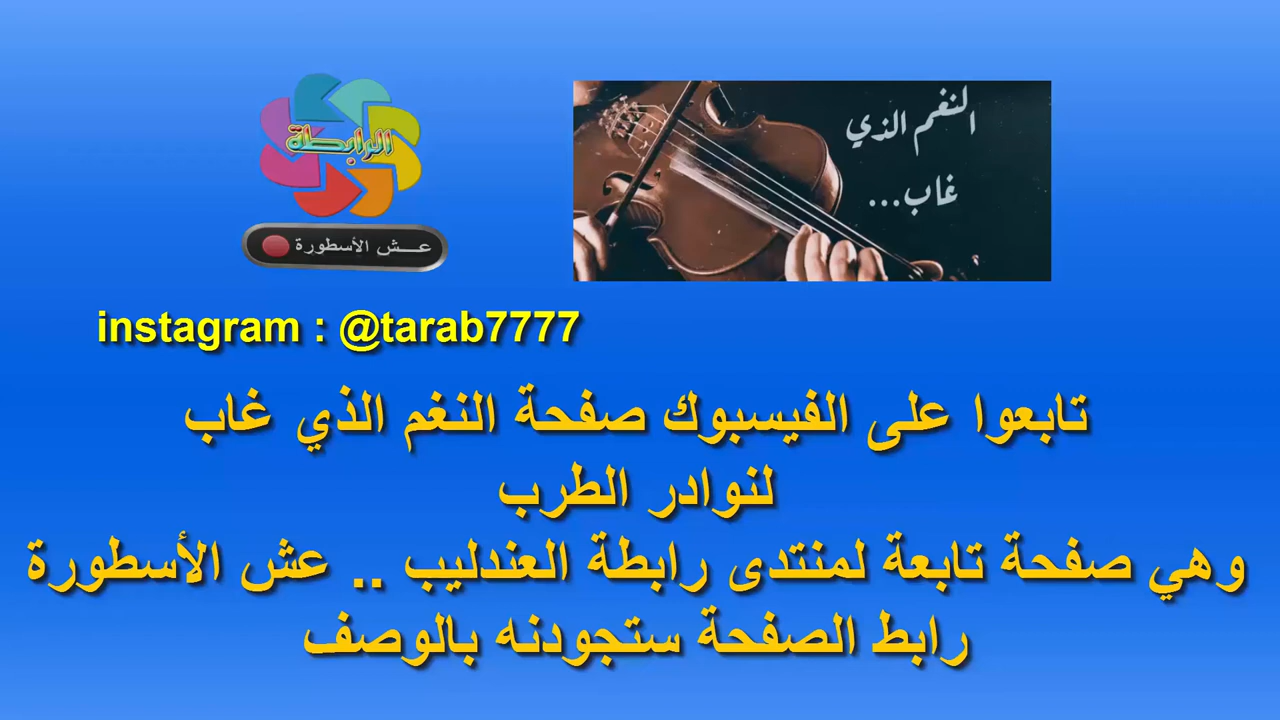 الرابطة
عـــش الأسطورة
النغم الذي
غاب...
instagram : @tarab7777
تابعوا على الفيسبوك صفحة النغم الذي غاب
لنوادر الطرب
وهي صفحة تابعة لمنتدى رابطة العندليب .. عش الأسطورة
رابط الصفحة ستجودنه بالوصف